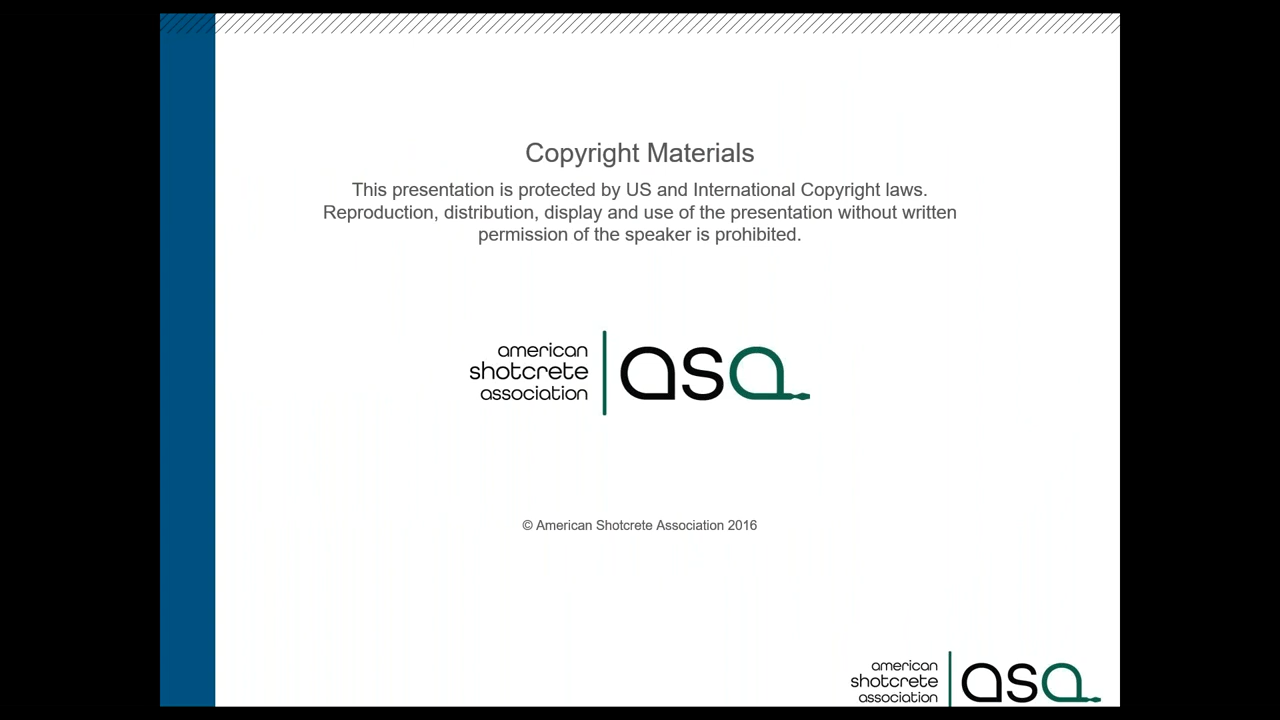 Copyright Materials
This presentation is protected by US and International Copyright laws.
Reproduction, distribution, display and use of the presentation without written
permission of the speaker is prohibited.
american
shotcrete
association
asa
© American Shotcrete Association 2016
american
shotcrete
association
asa